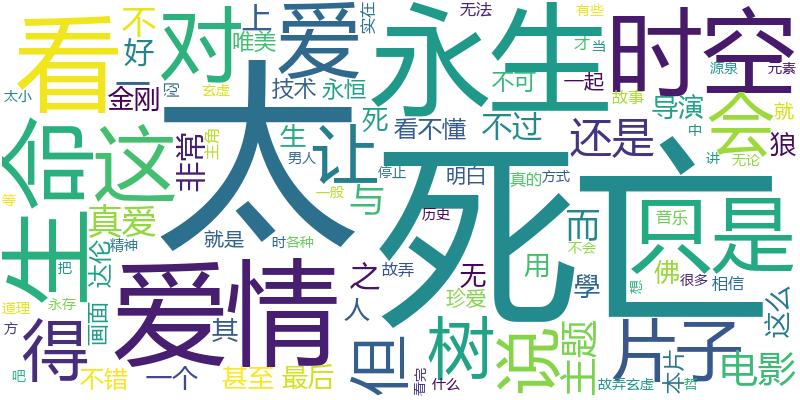 看 不 好 一 对 唯美 上 爱 实在 永生 无法 有些 才 当 时空
太小 金刚 空 玄虚 技术 永恒 不可 一起 故事 源泉 元素
命 这 非常 主角 太 生 死 看不懂 不过 还是 导演 会 就
男人 让 停止 明白 真的 方式 中 讲 无论 狼
等 真爱 一般 与 死亡 只是 音乐
生 达伦 就是 时 各种 历史 而 不会 佛 很多 相信
把 精神 爱情 之 故弄 无 用 學 想 这么
道理 永存 画面 其 人 珍爱
方 得 但 树 说 主题 片子 电影
吧 不错 一个 甚至 最后 看完 什么 故弄玄虚 本片 哲